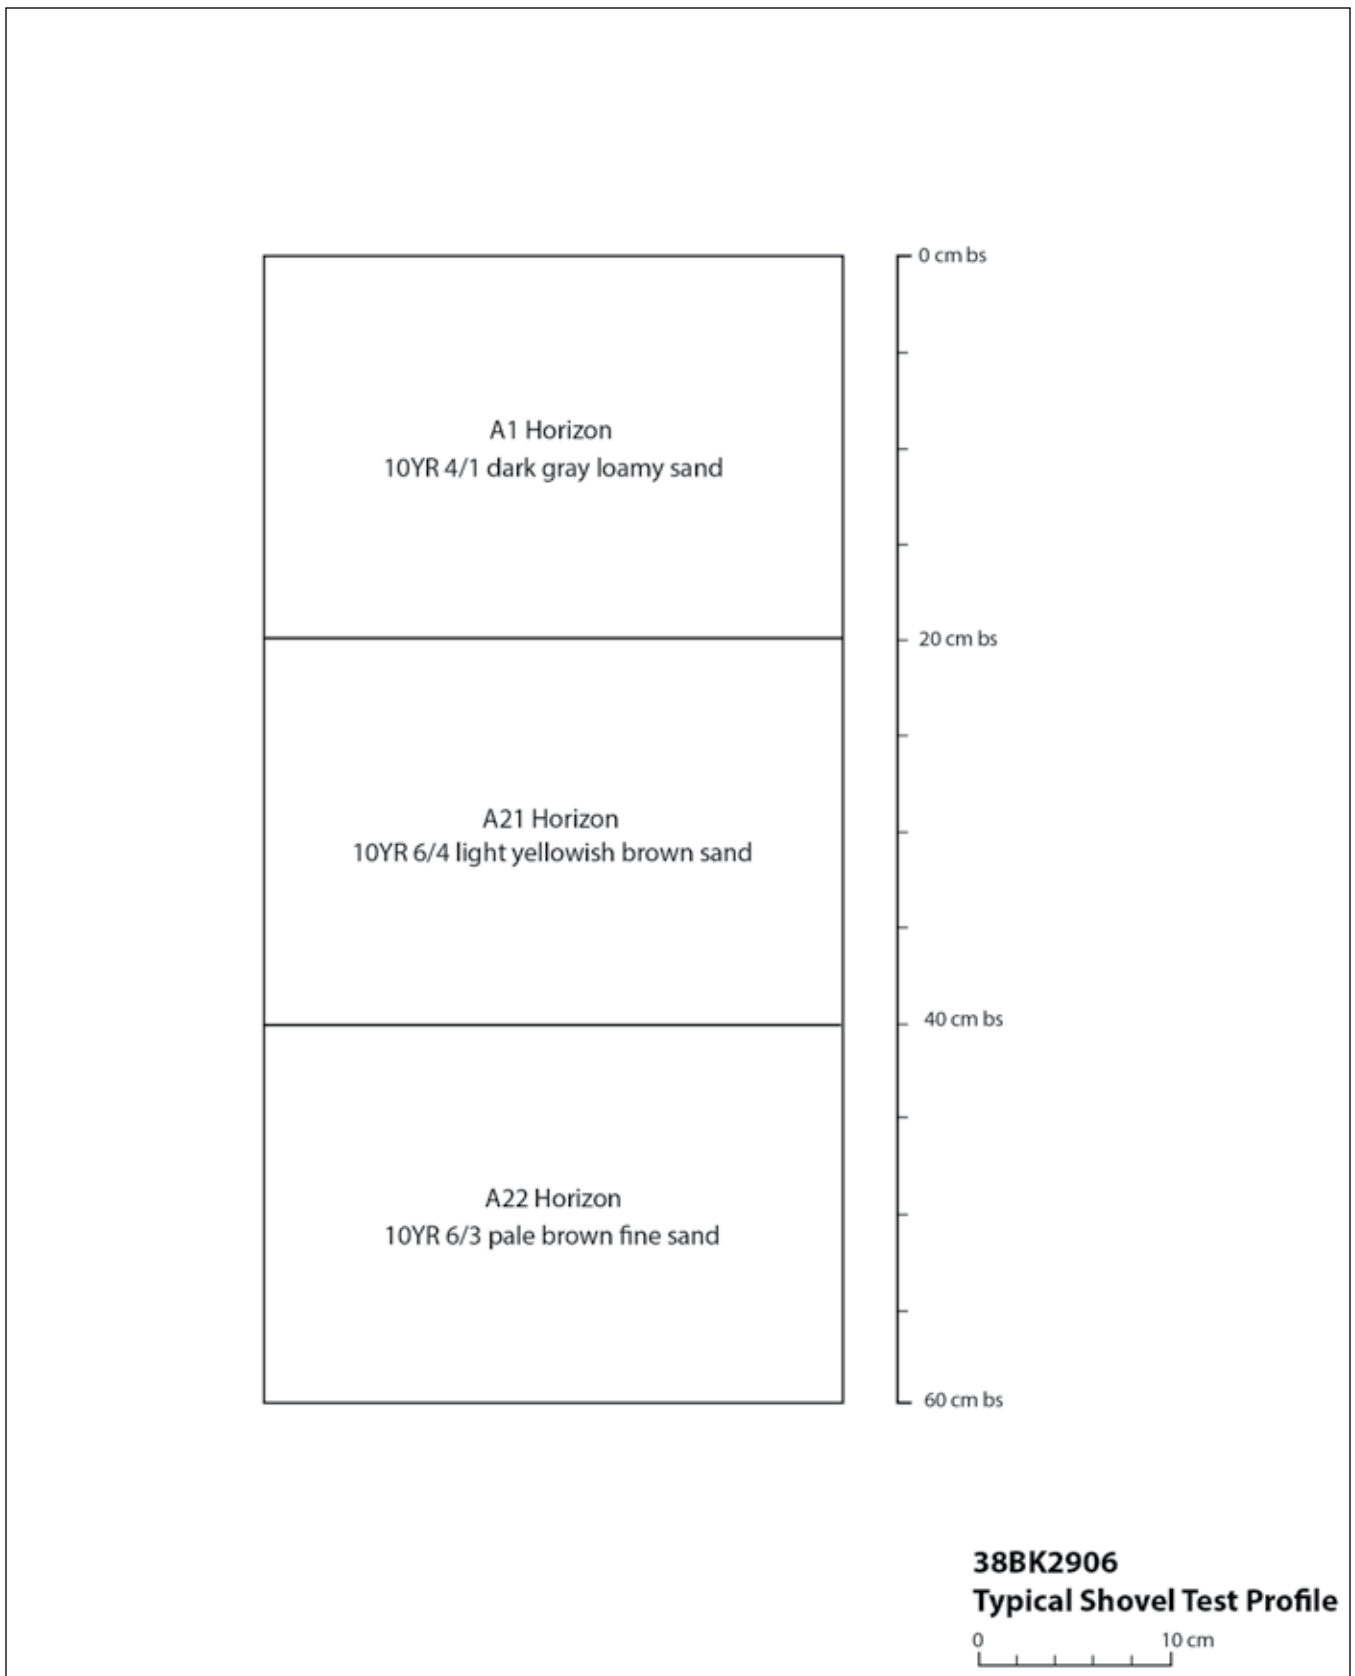 0 cm bs
A1 Horizon
10YR 4/1 dark gray loamy sand
20 cm bs
A21 Horizon
10YR 6/4 light yellowish brown sand
40 cm bs
A22 Horizon
10YR 6/3 pale brown fine sand
60 cm bs
38BK2906
Typical Shovel Test Profile
0 10 cm